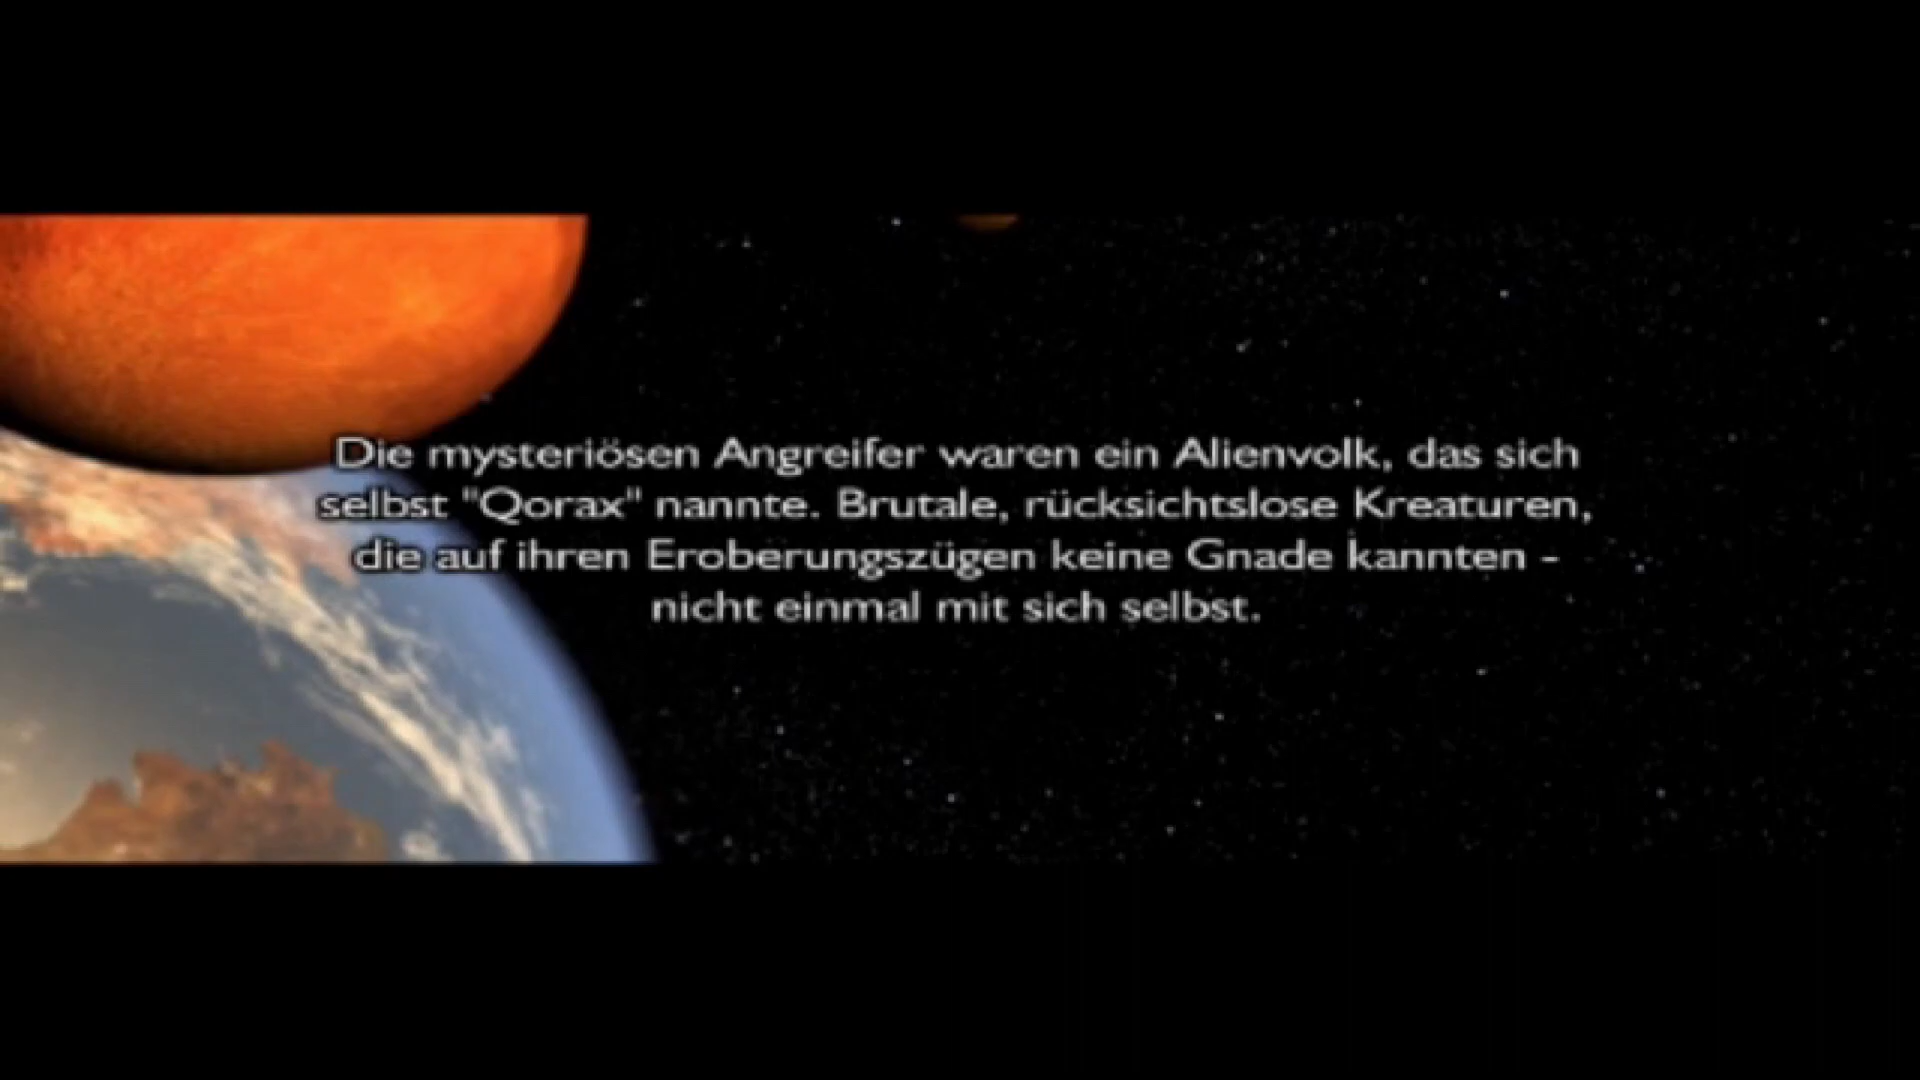 Die mysteriösen Angreifer waren ein Alienvolk, das sich
selbst "Qorax" nannte. Brutale, rücksichtslose Kreaturen,
die auf ihren Eroberungszügen keine Gnade kannten -
nicht einmal mit sich selbst.